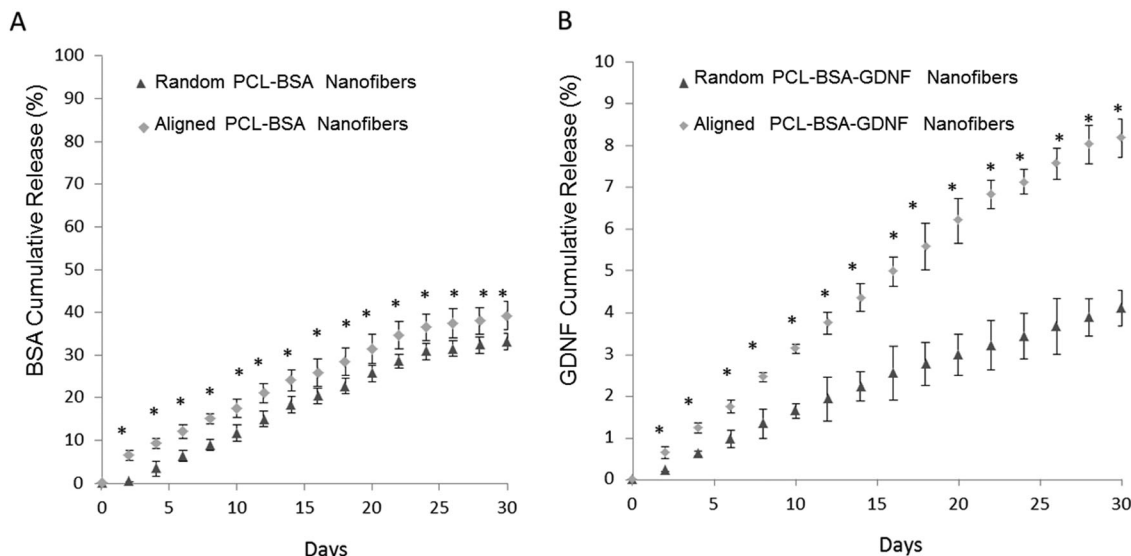 A
BSA Cumulative Release (%)
100
90
80
70
60
50
40
30
20
10
0
Random PCL-BSA Nanofibers
Aligned PCL-BSA Nanofibers
* * * * * * * * * * * * * * *
0 5 10 15 20 25 30
Days
B
GDNF Cumulative Release (%)
10
9
8
7
6
5
4
3
2
1
0
Random PCL-BSA-GDNF Nanofibers
Aligned PCL-BSA-GDNF Nanofibers
* * * * * * * * * * * * * * *
0 5 10 15 20 25 30
Days